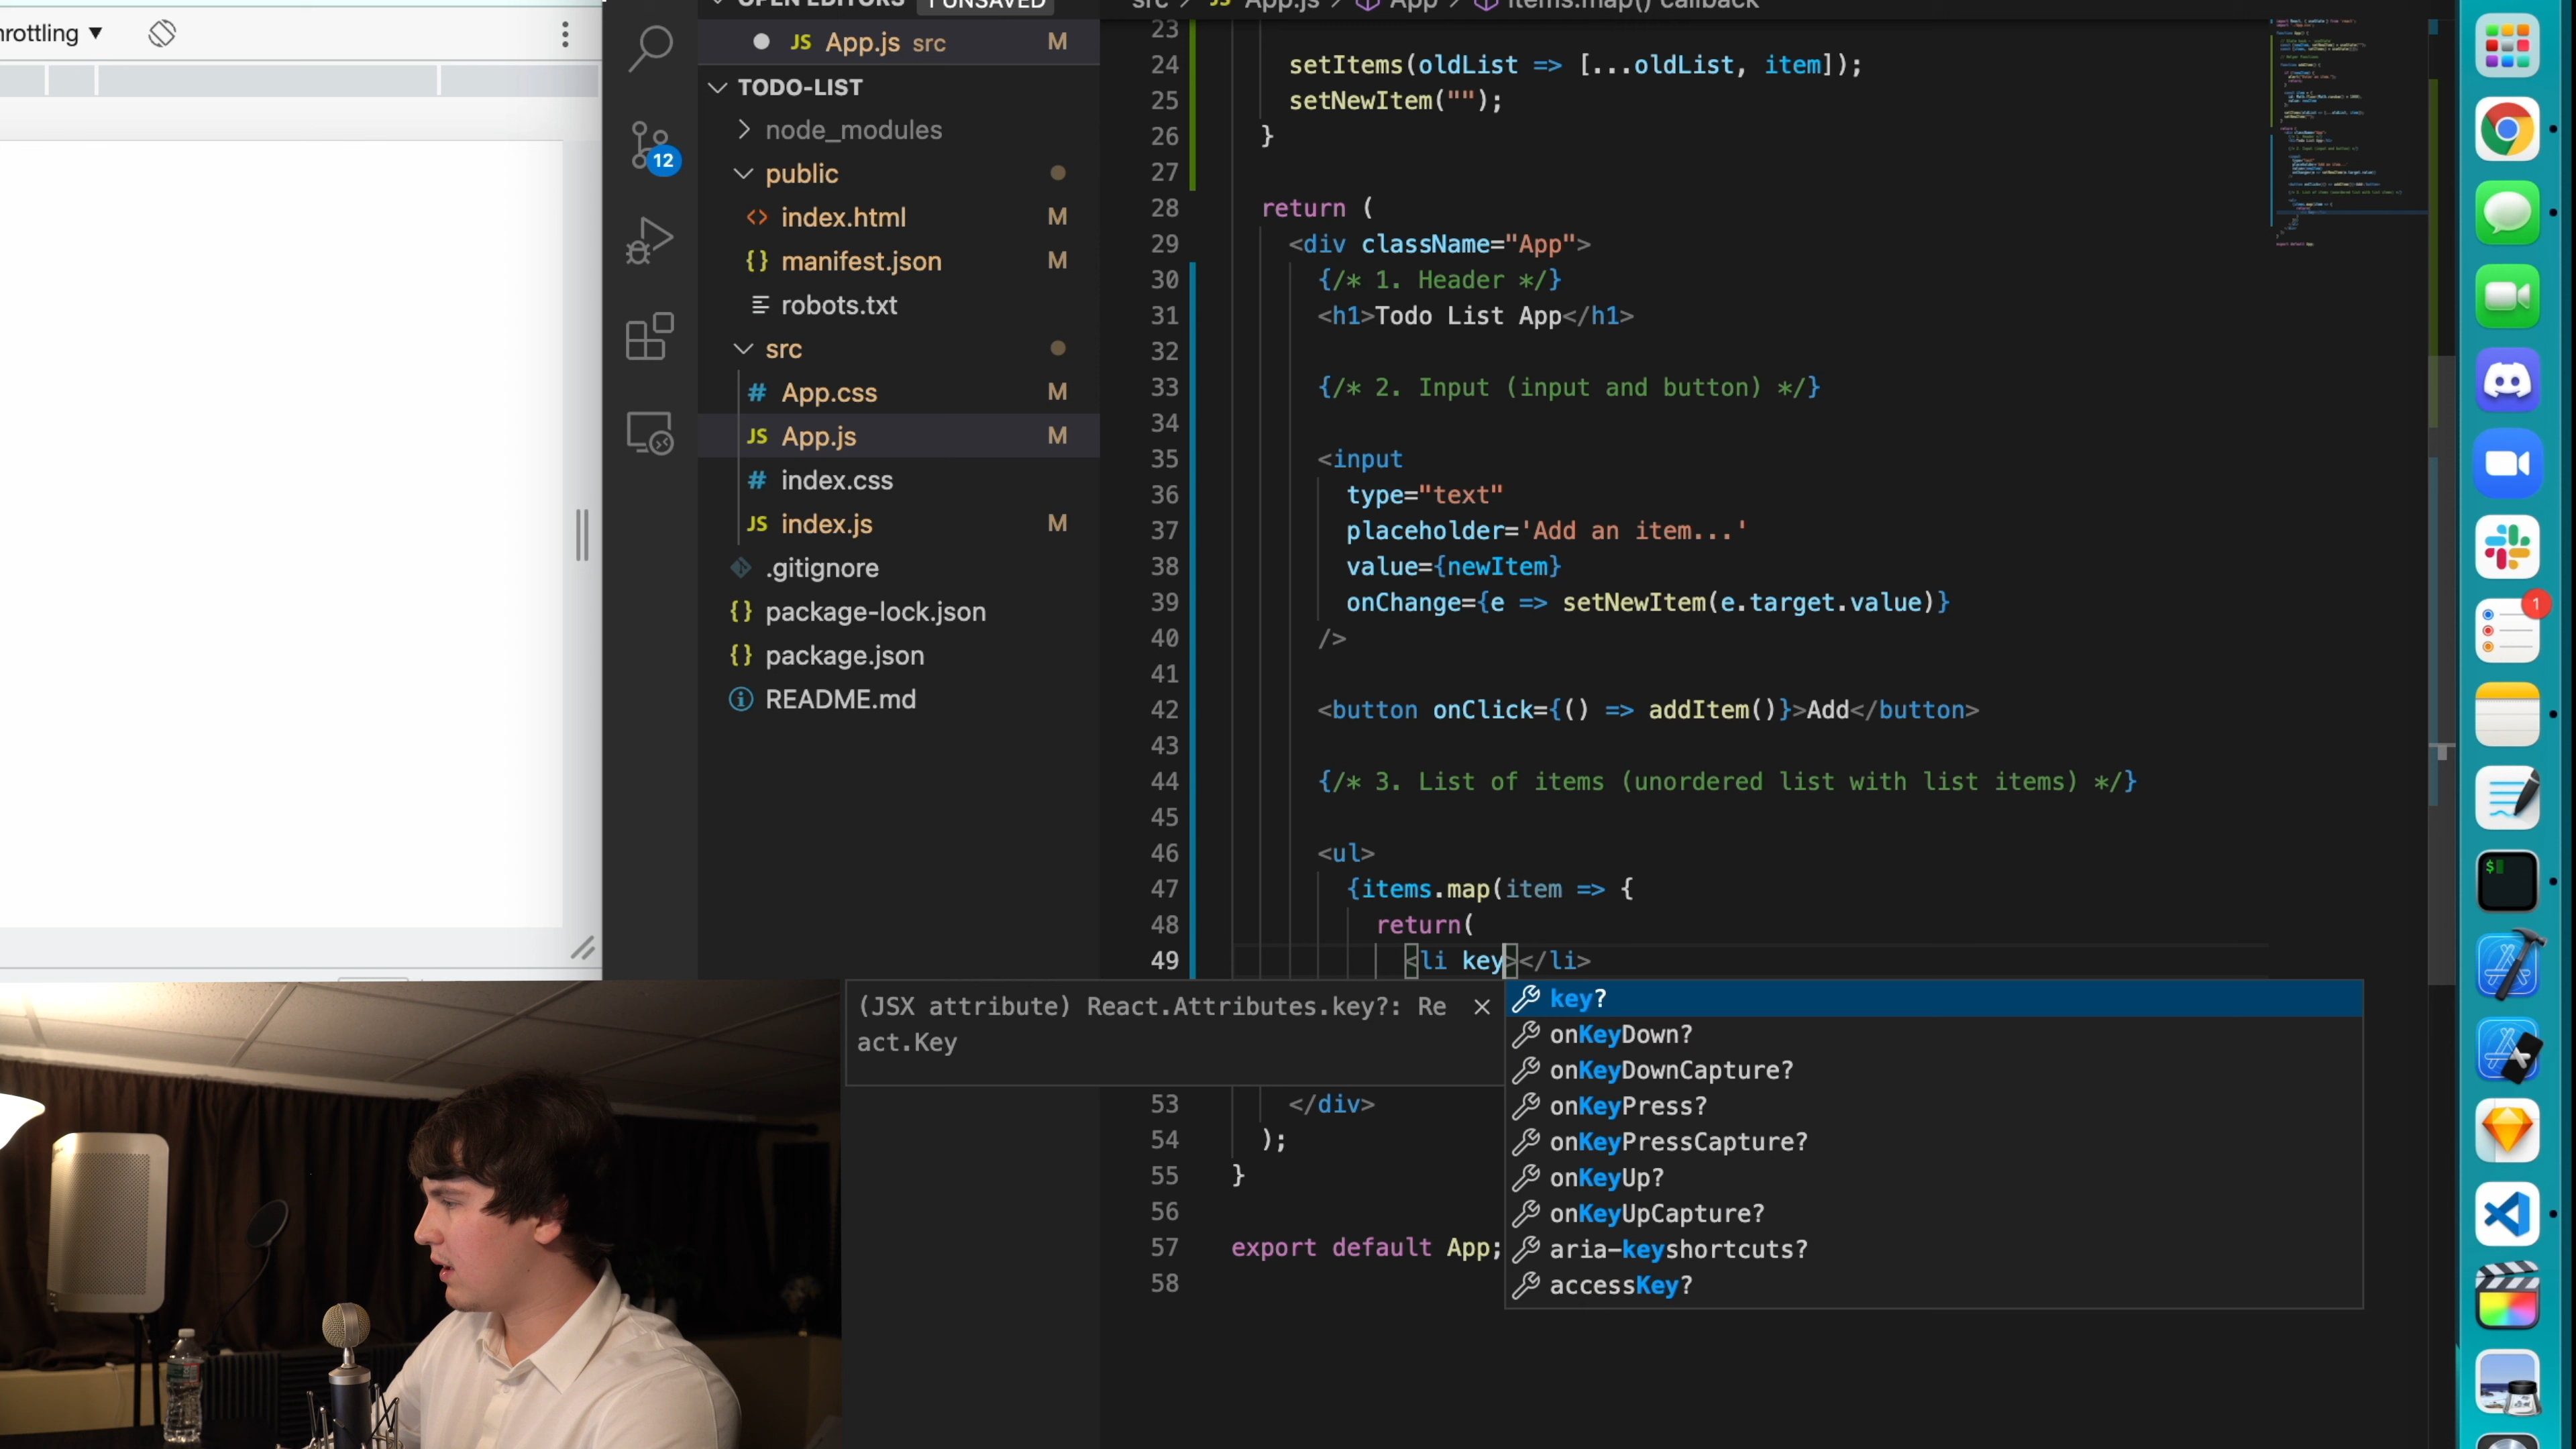 hrottling ▼
OPEN EDITORS 1 UNSAVED
JS App.js src M
TODO-LIST
node_modules
public
<> index.html M
{} manifest.json M
robots.txt
src
# App.css M
JS App.js M
# index.css
JS index.js M
.gitignore
{} package-lock.json
{} package.json
README.md
12
src > JS App.js > App > items.map() callback
23
24 setItems(oldList => [...oldList, item]);
25 setNewItem("");
26 }
27
28 return (
29 <div className="App">
30 {/* 1. Header */}
31 <h1>Todo List App</h1>
32
33 {/* 2. Input (input and button) */}
34
35 <input
36 type="text"
37 placeholder='Add an item...'
38 value={newItem}
39 onChange={e => setNewItem(e.target.value)}
40 />
41
42 <button onClick={() => addItem()}>Add</button>
43
44 {/* 3. List of items (unordered list with list items) */}
45
46 <ul>
47 {items.map(item => {
48 return(
49 <li key></li>
(JSX attribute) React.Attributes.key?: Re
act.Key
key?
onKeyDown?
onKeyDownCapture?
onKeyPress?
onKeyPressCapture?
onKeyUp?
onKeyUpCapture?
aria-keyshortcuts?
accessKey?
53 </div>
54 );
55 }
56
57 export default App;
58
1
$